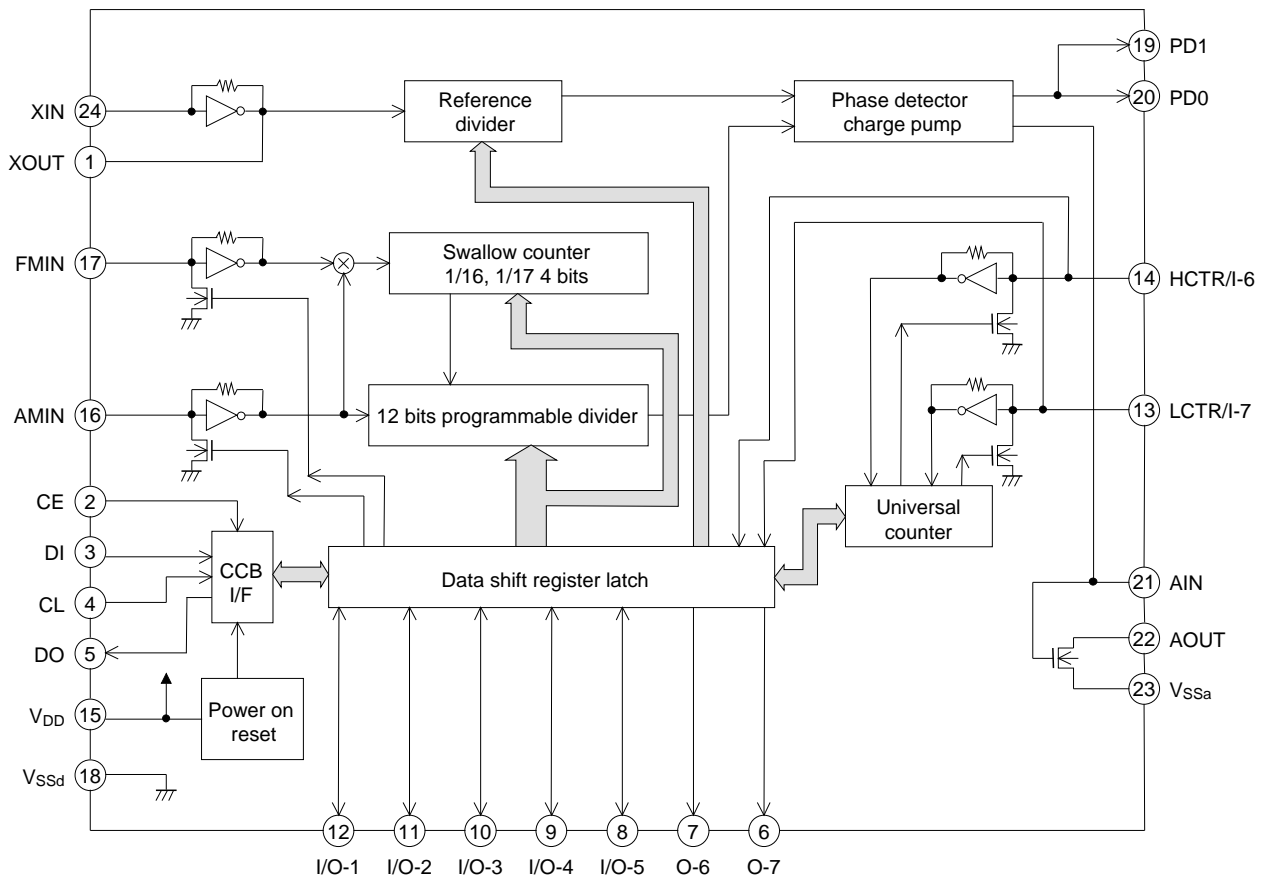 19 PD1
XIN 24
Reference
divider
Phase detector
charge pump
20 PD0
XOUT 1
FMIN 17
Swallow counter
1/16, 1/17 4 bits
14 HCTR/I-6
AMIN 16
12 bits programmable divider
13 LCTR/I-7
CE 2
Universal
counter
DI 3
CCB
I/F
Data shift register latch
21 AIN
CL 4
DO 5
22 AOUT
23 VSSa
VDD 15
Power on
reset
VSSd 18
12 11 10 9 8 7 6
I/O-1 I/O-2 I/O-3 I/O-4 I/O-5 O-6 O-7